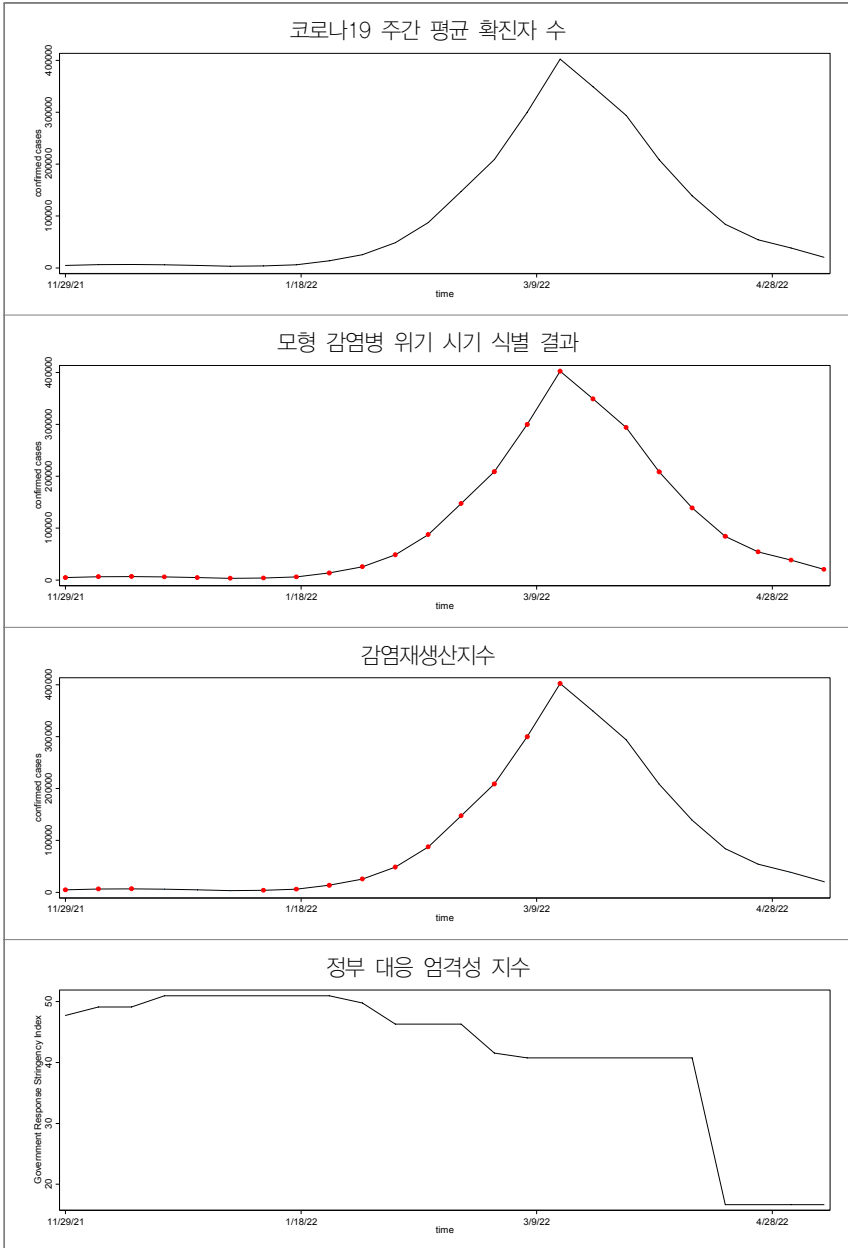 코로나19 주간 평균 확진자 수
confirmed cases
400000
300000
200000
100000
0
11/29/21 1/18/22 3/9/22 4/28/22
time
모형 감염병 위기 시기 식별 결과
confirmed cases
400000
300000
200000
100000
0
11/29/21 1/18/22 3/9/22 4/28/22
time
감염재생산지수
confirmed cases
400000
300000
200000
100000
0
11/29/21 1/18/22 3/9/22 4/28/22
time
정부 대응 엄격성 지수
Government Response Stringency Index
50
40
30
20
11/29/21 1/18/22 3/9/22 4/28/22
time